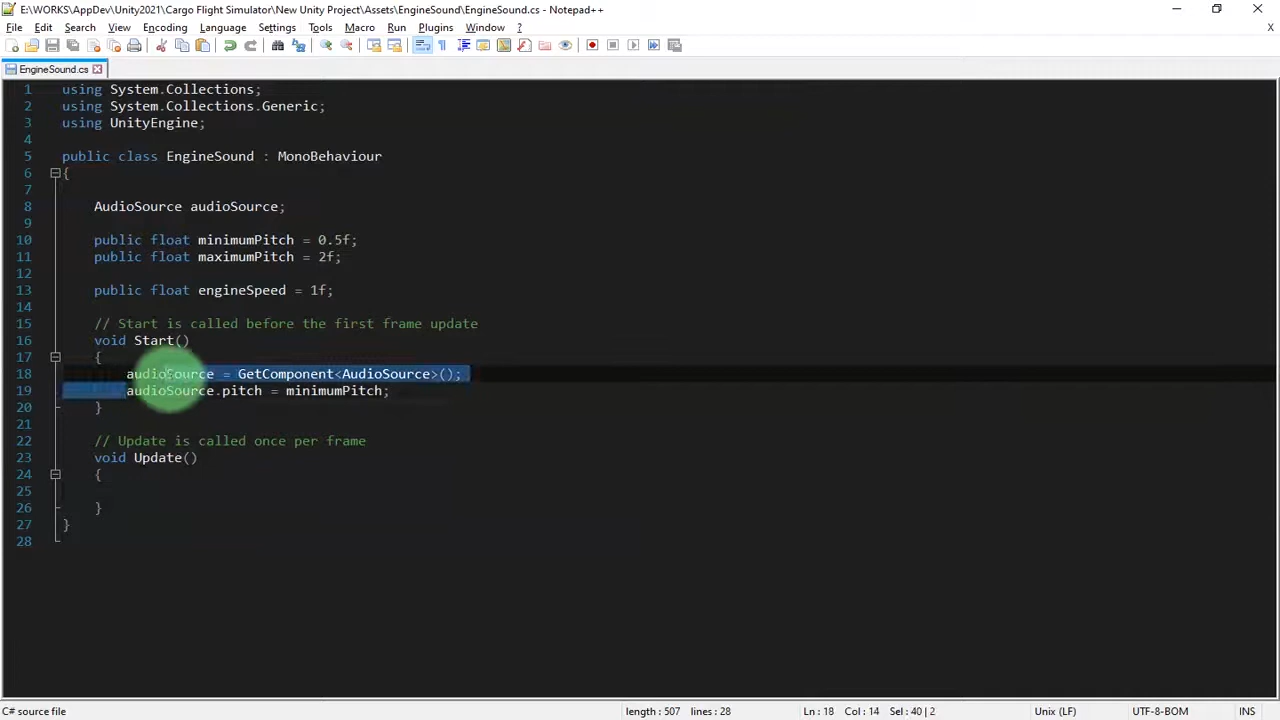 E:\WORKS\AppDev\Unity2021\Cargo Flight Simulator\New Unity Project\Assets\EngineSound\EngineSound.cs - Notepad++
File Edit Search View Encoding Language Settings Tools Macro Run Plugins Window ? X
EngineSound.cs
1 using System.Collections;
2 using System.Collections.Generic;
3 using UnityEngine;
4
5 public class EngineSound : MonoBehaviour
6 {
7
8 AudioSource audioSource;
9
10 public float minimumPitch = 0.5f;
11 public float maximumPitch = 2f;
12
13 public float engineSpeed = 1f;
14
15 // Start is called before the first frame update
16 void Start()
17 {
18 audioSource = GetComponent<AudioSource>();
19 audioSource.pitch = minimumPitch;
20 }
21
22 // Update is called once per frame
23 void Update()
24 {
25
26 }
27 }
28
C# source file length : 507 lines : 28 Ln : 18 Col : 14 Sel : 40 | 2 Unix (LF) UTF-8-BOM INS